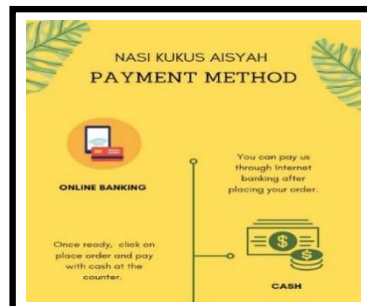 NASI KUKUS AISYAH
PAYMENT METHOD
ONLINE BANKING
You can pay us
through Internet
banking after
placing your order.
Once ready, click on
place order and pay
with cash at the
counter.
CASH